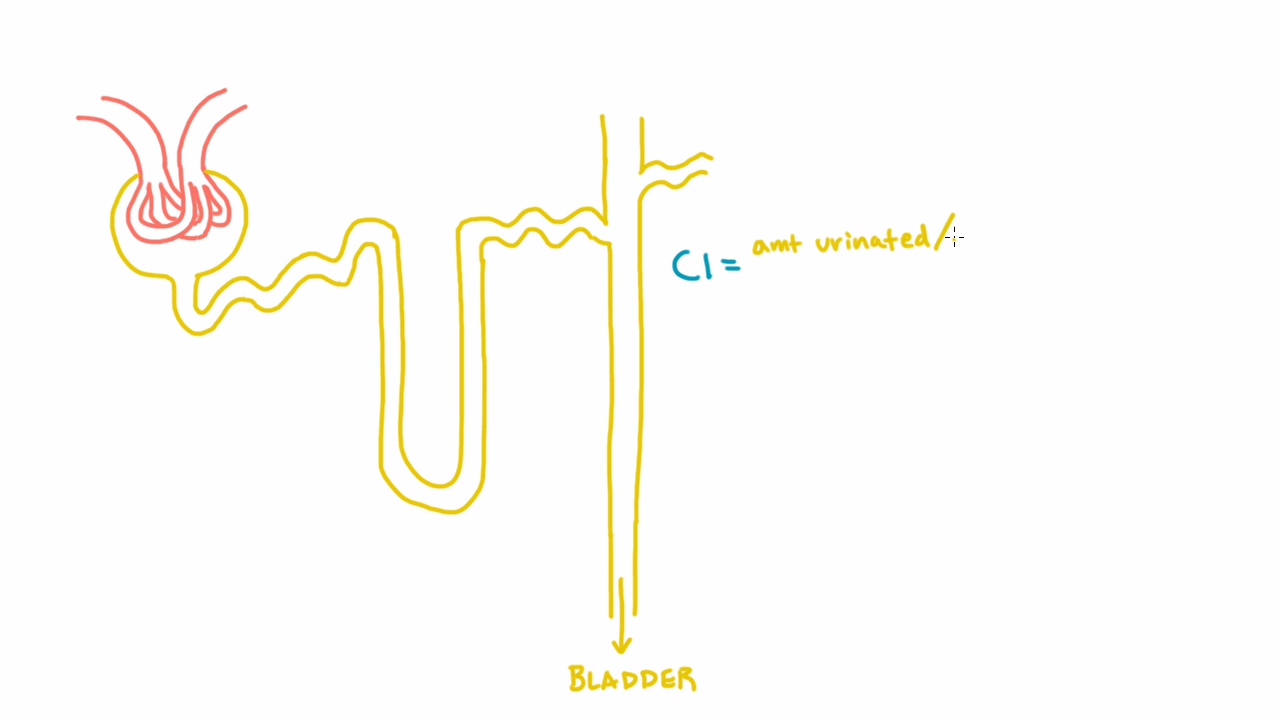 Cl = amt urinated/
BLADDER